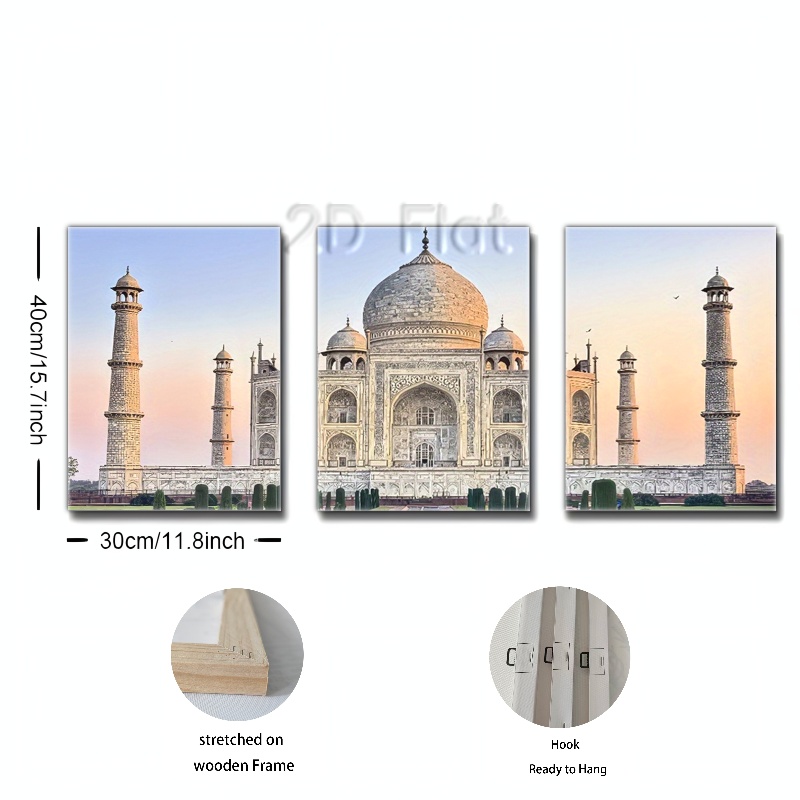 2D Flat
40cm/15.7inch
30cm/11.8inch
stretched on
wooden Frame
Hook
Ready to Hang